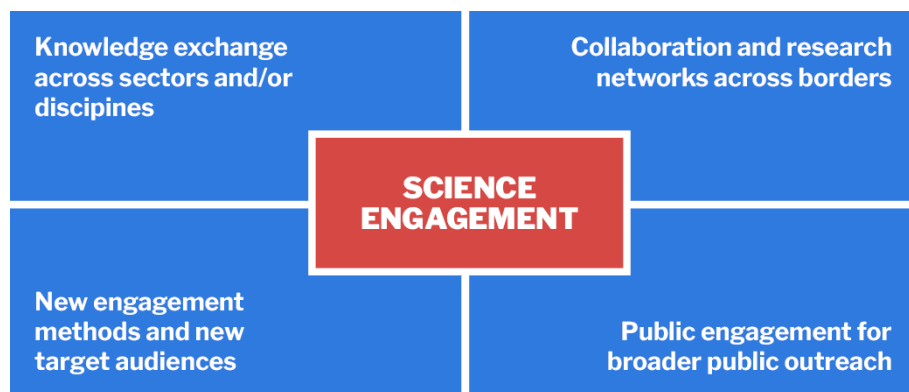 Knowledge exchange
across sectors and/or
discipines
Collaboration and research
networks across borders
SCIENCE
ENGAGEMENT
New engagement
methods and new
target audiences
Public engagement for
broader public outreach